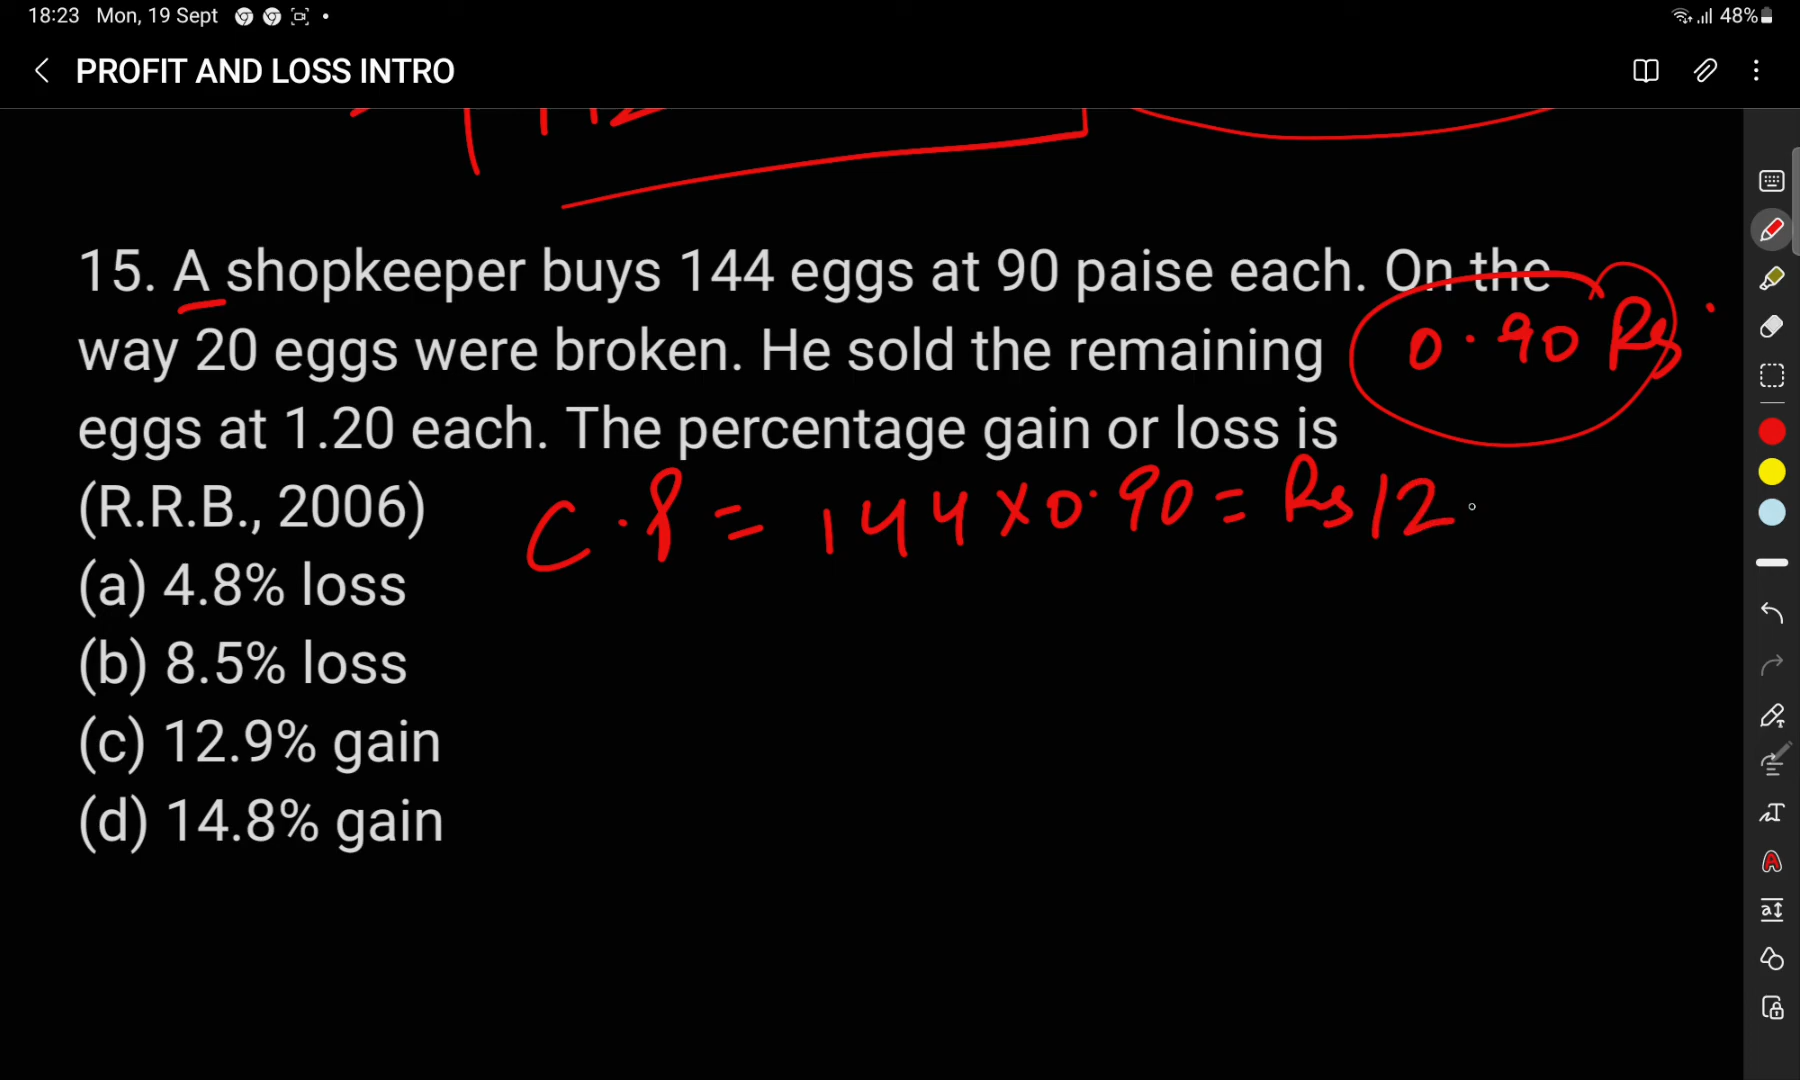 18:23 Mon, 19 Sept
48%
PROFIT AND LOSS INTRO
15. A shopkeeper buys 144 eggs at 90 paise each. On the
way 20 eggs were broken. He sold the remaining
0.90 Rs
eggs at 1.20 each. The percentage gain or loss is
(R.R.B., 2006)
C.P = 144 x 0.90 = Rs 12
(a) 4.8% loss
(b) 8.5% loss
(c) 12.9% gain
(d) 14.8% gain